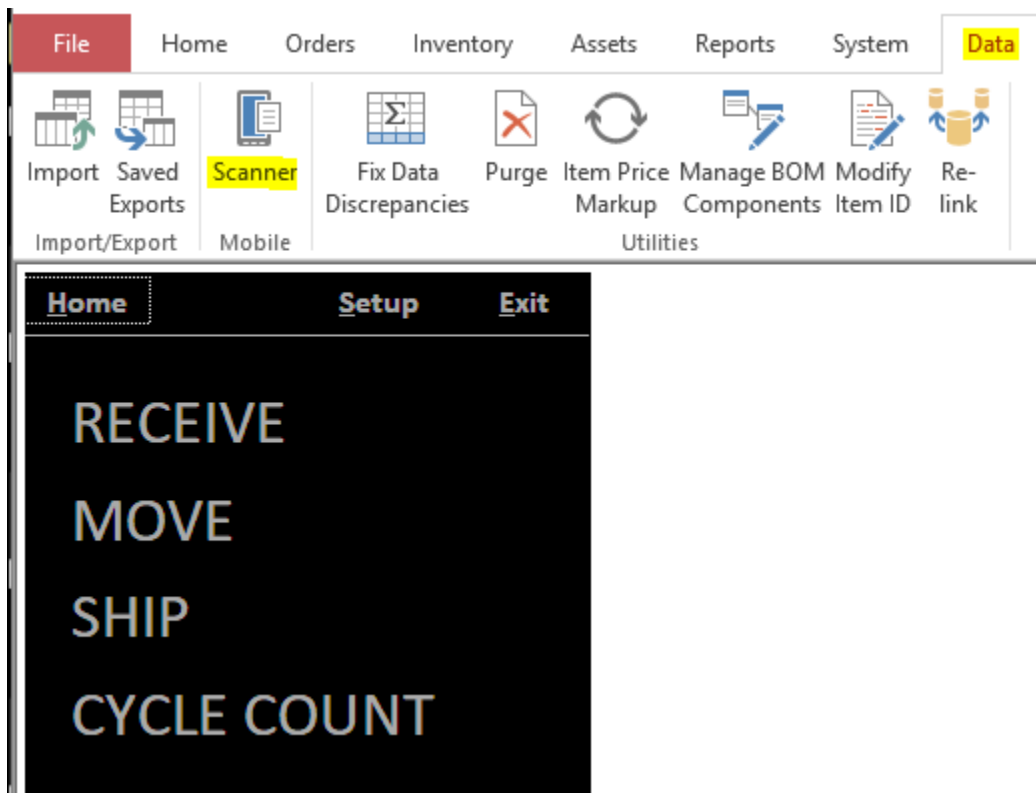 File Home Orders Inventory Assets Reports System Data
Import Saved Scanner Fix Data Purge Item Price Manage BOM Modify Re-
Exports Discrepancies Markup Components Item ID link
Import/Export Mobile Utilities
Home Setup Exit
RECEIVE
MOVE
SHIP
CYCLE COUNT